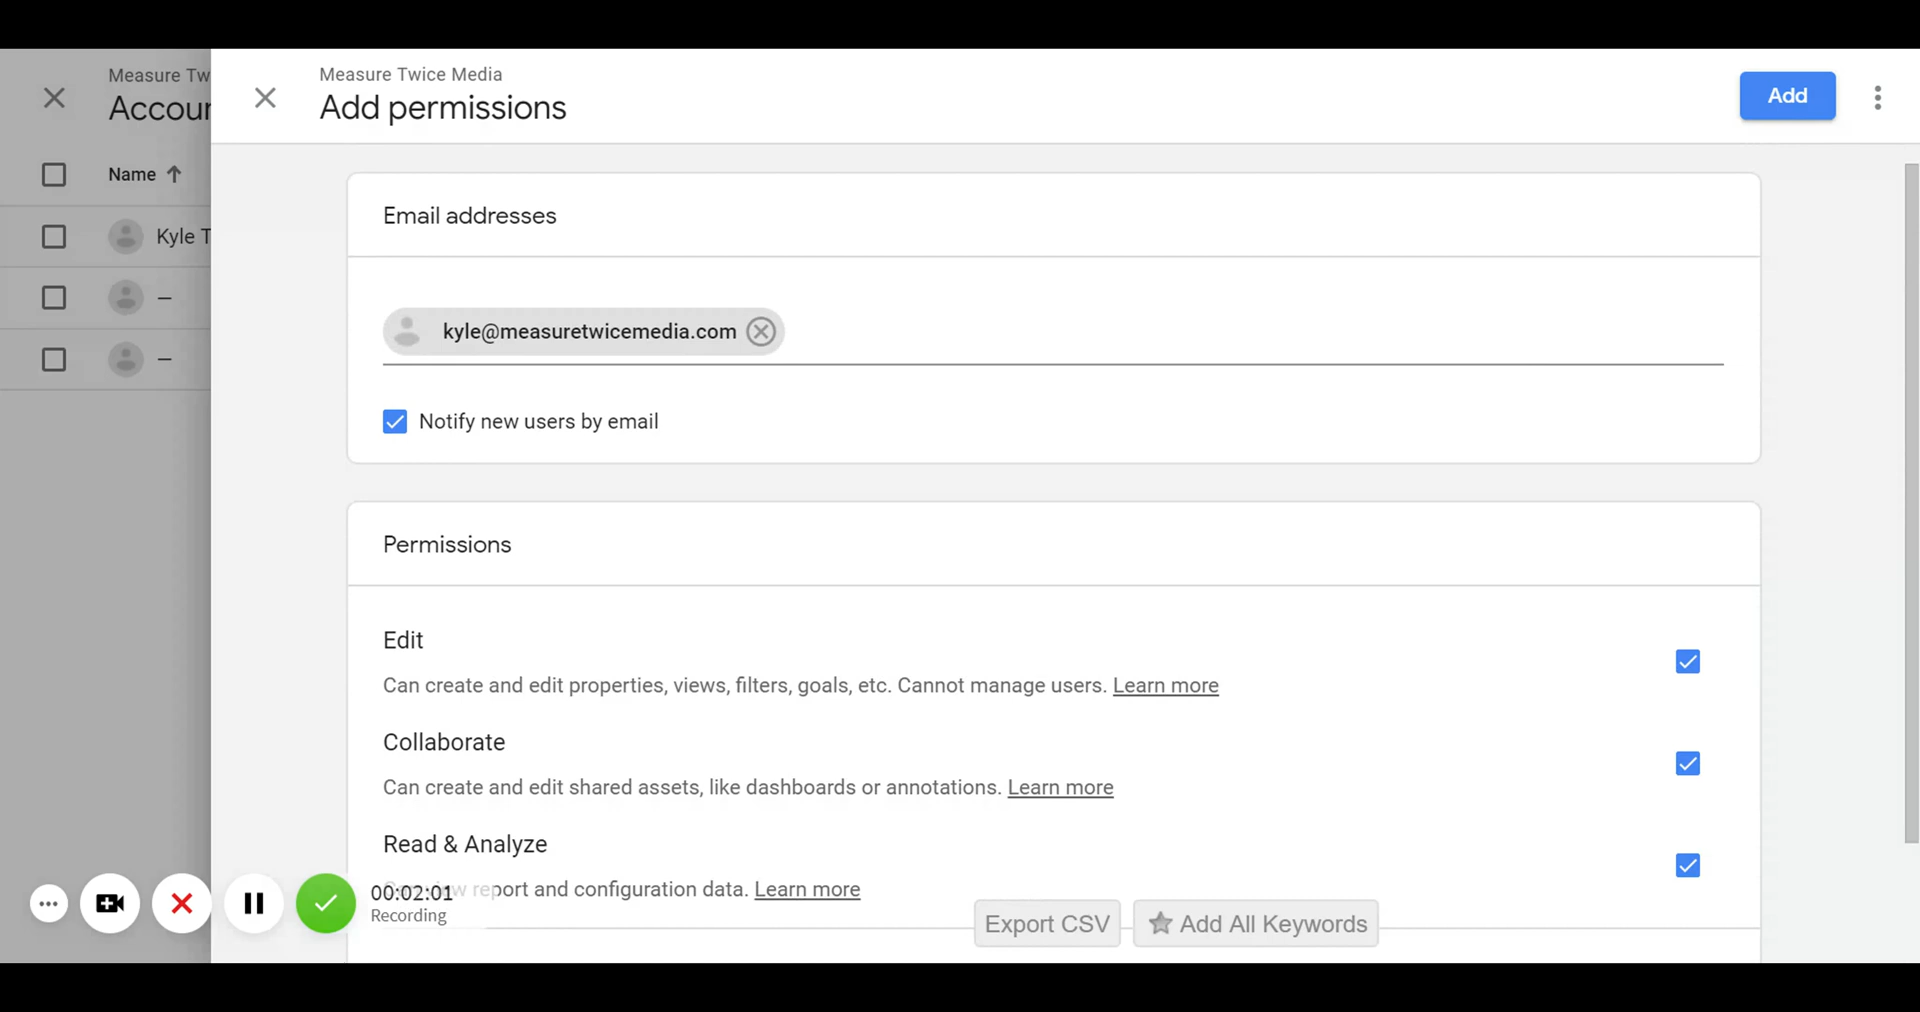 Measure Tw
Accour
Name
Kyle T
–
–
Measure Twice Media
Add permissions
Add
Email addresses
kyle@measuretwicemedia.com
Notify new users by email
Permissions
Edit
Can create and edit properties, views, filters, goals, etc. Cannot manage users. Learn more
Collaborate
Can create and edit shared assets, like dashboards or annotations. Learn more
Read & Analyze
report and configuration data. Learn more
00:02:01
Recording
Export CSV
Add All Keywords